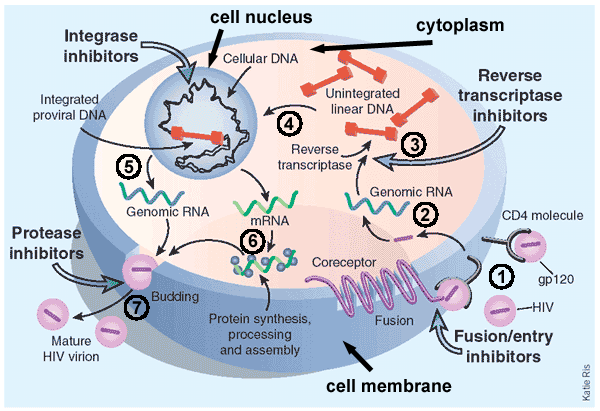 cell nucleus
cytoplasm
Integrase
inhibitors
Cellular DNA
Unintegrated
linear DNA
Reverse
transcriptase
inhibitors
Integrated
proviral DNA
4
3
Reverse
transcriptase
5
Genomic RNA
mRNA
Genomic RNA
2
CD4 molecule
Protease
inhibitors
6
Coreceptor
1
gp120
Budding
7
Fusion
HIV
Protein synthesis,
processing
and assembly
Mature
HIV virion
Fusion/entry
inhibitors
cell membrane
Katie Ris